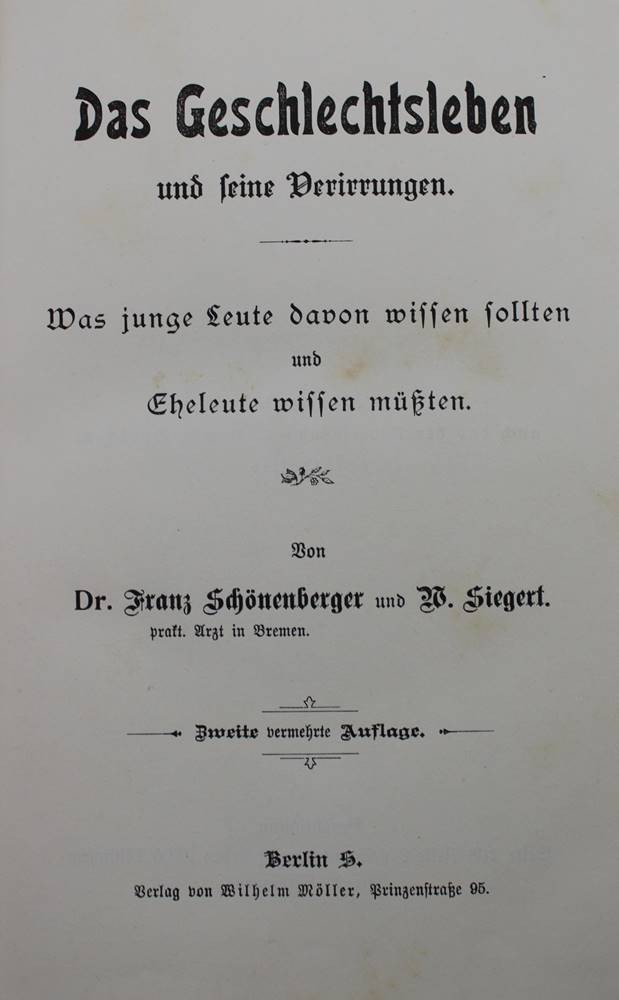 Das Geschlechtsleben
und seine Verirrungen.
Was junge Leute davon wissen sollten
und
Eheleute wissen müßten.
Von
Dr. Franz Schönenberger und W. Siegert.
prakt. Arzt in Bremen.
Zweite vermehrte Auflage.
Berlin S.
Verlag von Wilhelm Möller, Prinzenstraße 95.